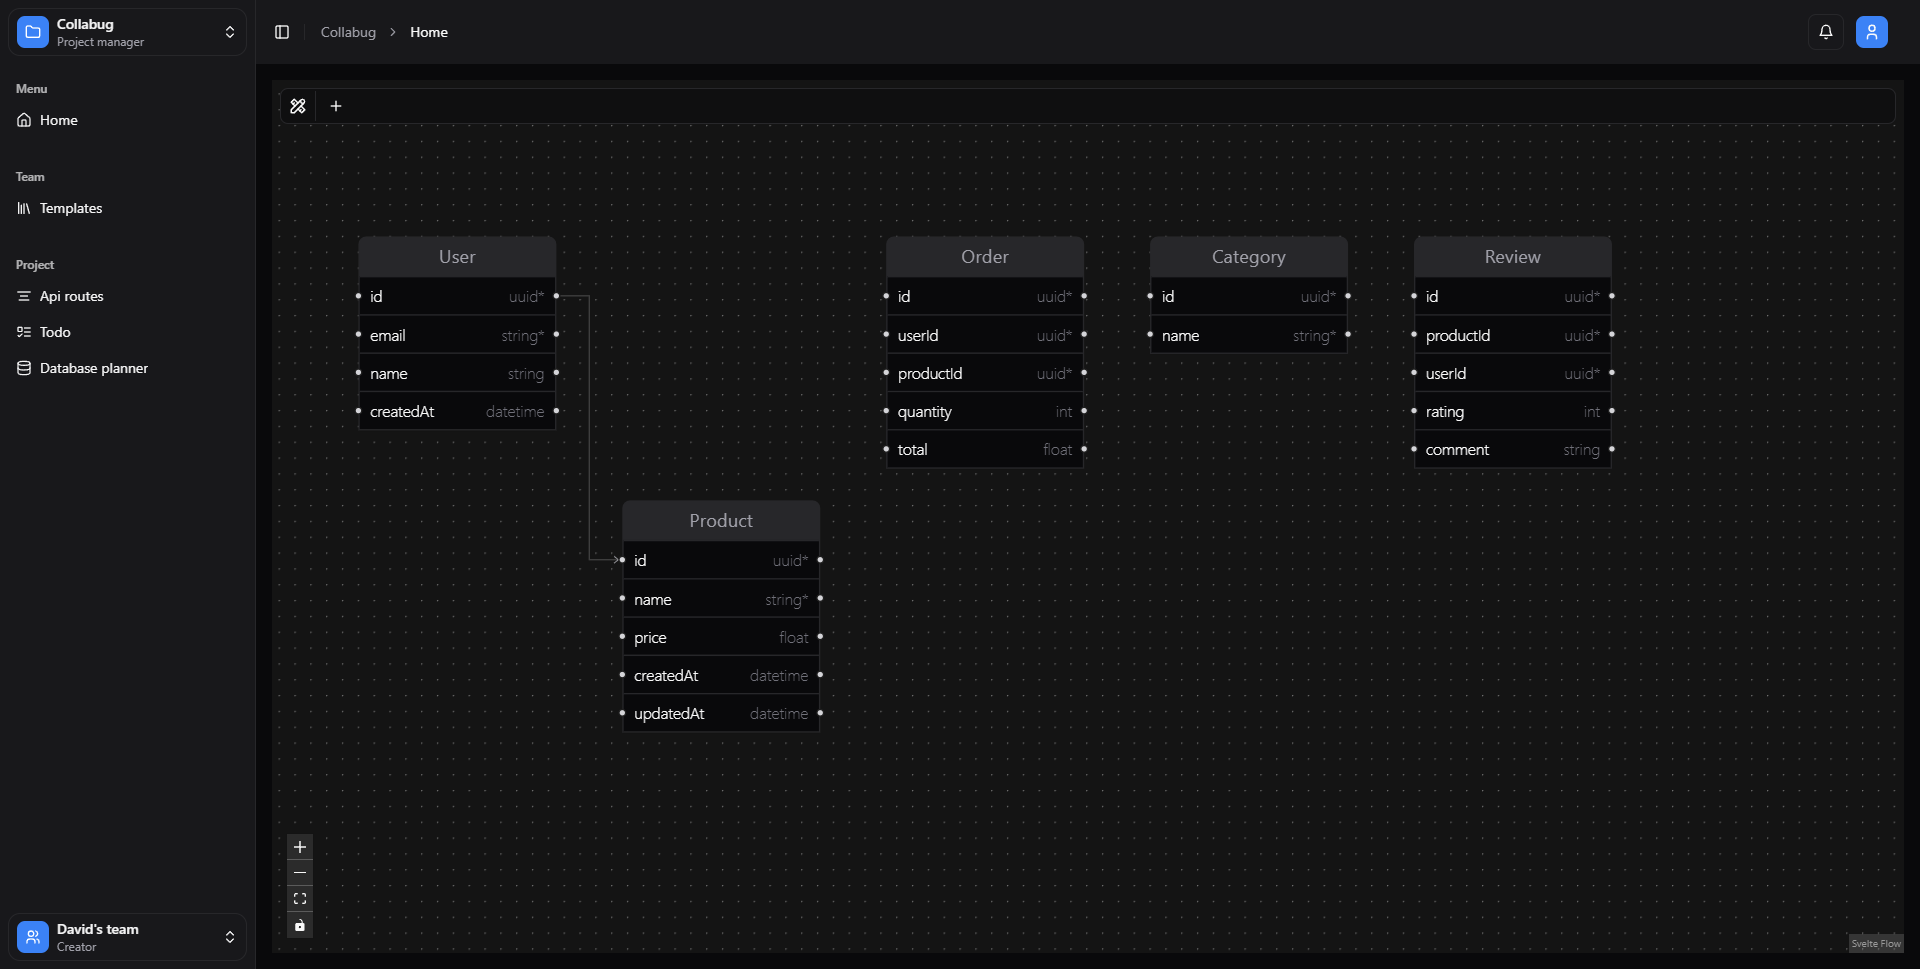 Collabug
Project manager
Menu
Home
Team
Templates
Project
Api routes
Todo
Database planner
David's team
Creator
Collabug > Home
User
id uuid*
email string*
name string
createdAt datetime
Product
id uuid*
name string*
price float
createdAt datetime
updatedAt datetime
Order
id uuid*
userId uuid*
productId uuid*
quantity int
total float
Category
id uuid*
name string*
Review
id uuid*
productId uuid*
userId uuid*
rating int
comment string
Svelte Flow